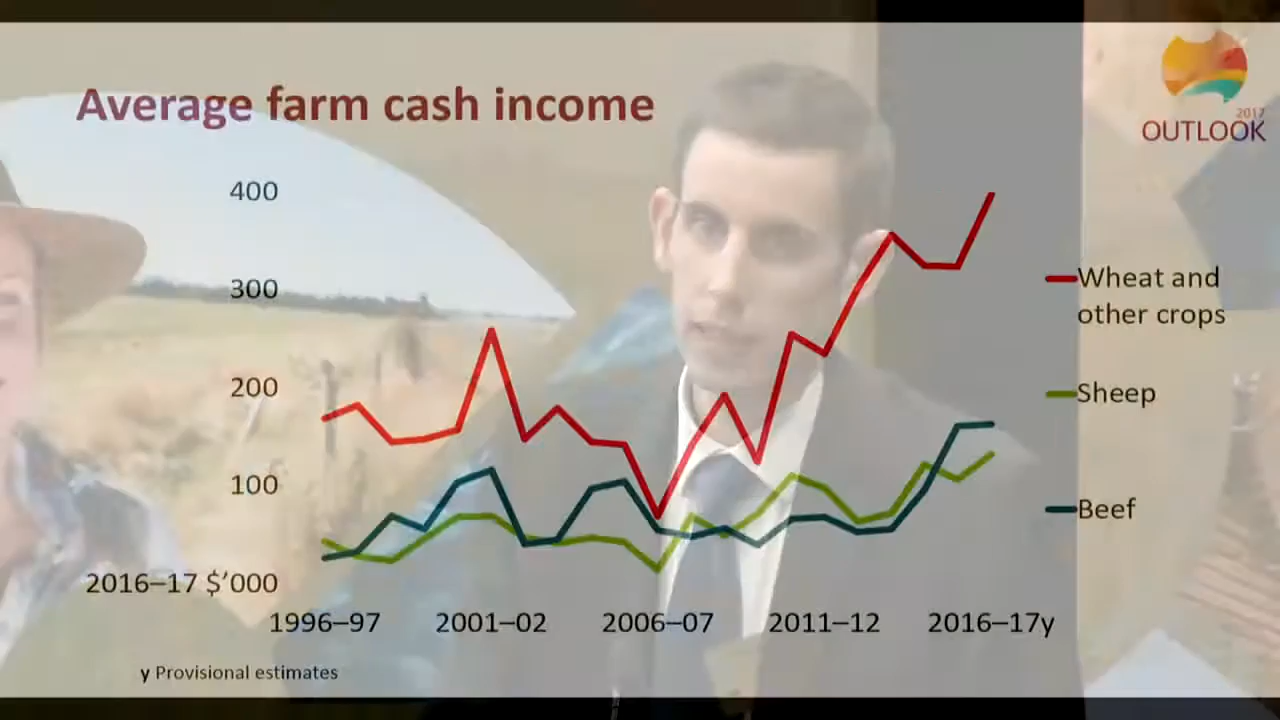 Average farm cash income
2017
OUTLOOK
400
300
200
100
2016–17 $’000
1996–97
2001–02
2006–07
2011–12
2016–17y
Wheat and
other crops
Sheep
Beef
y Provisional estimates